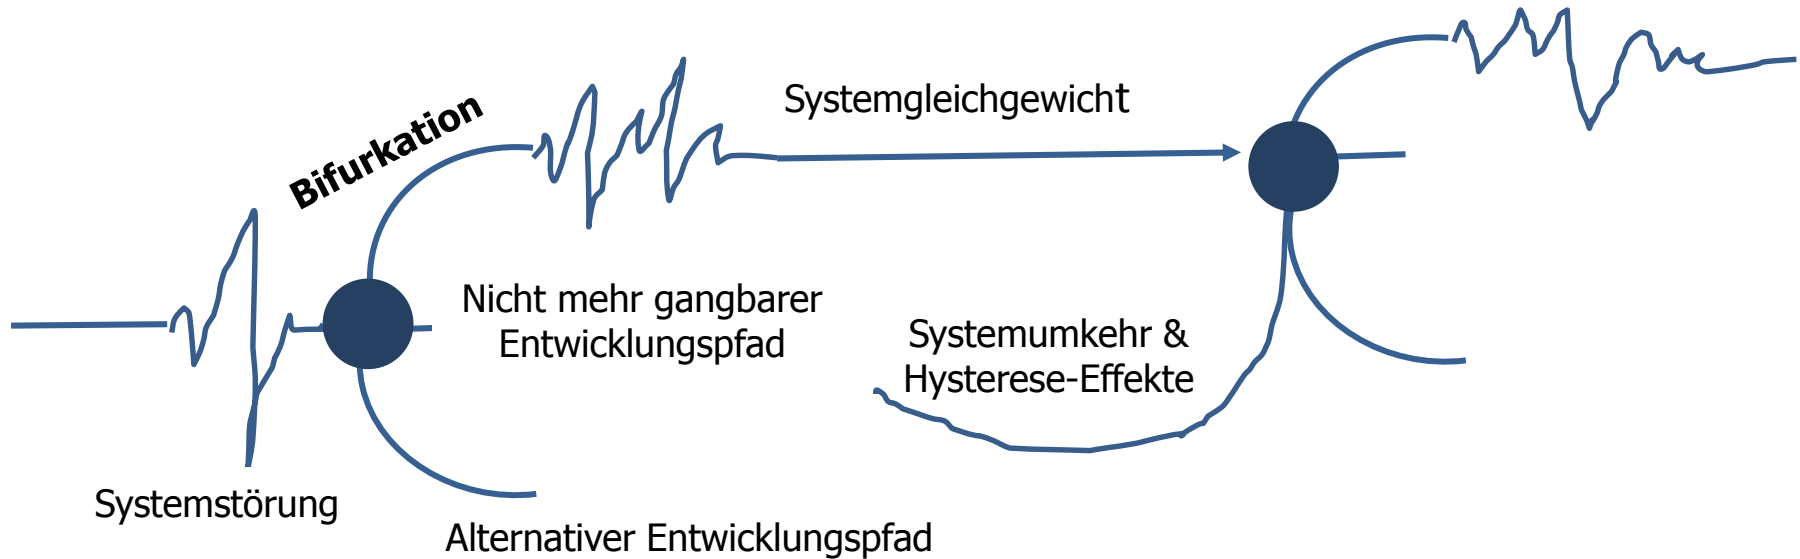 Bifurkation
Systemgleichgewicht
Nicht mehr gangbarer
Entwicklungspfad
Systemumkehr &
Hysterese-Effekte
Systemstörung
Alternativer Entwicklungspfad